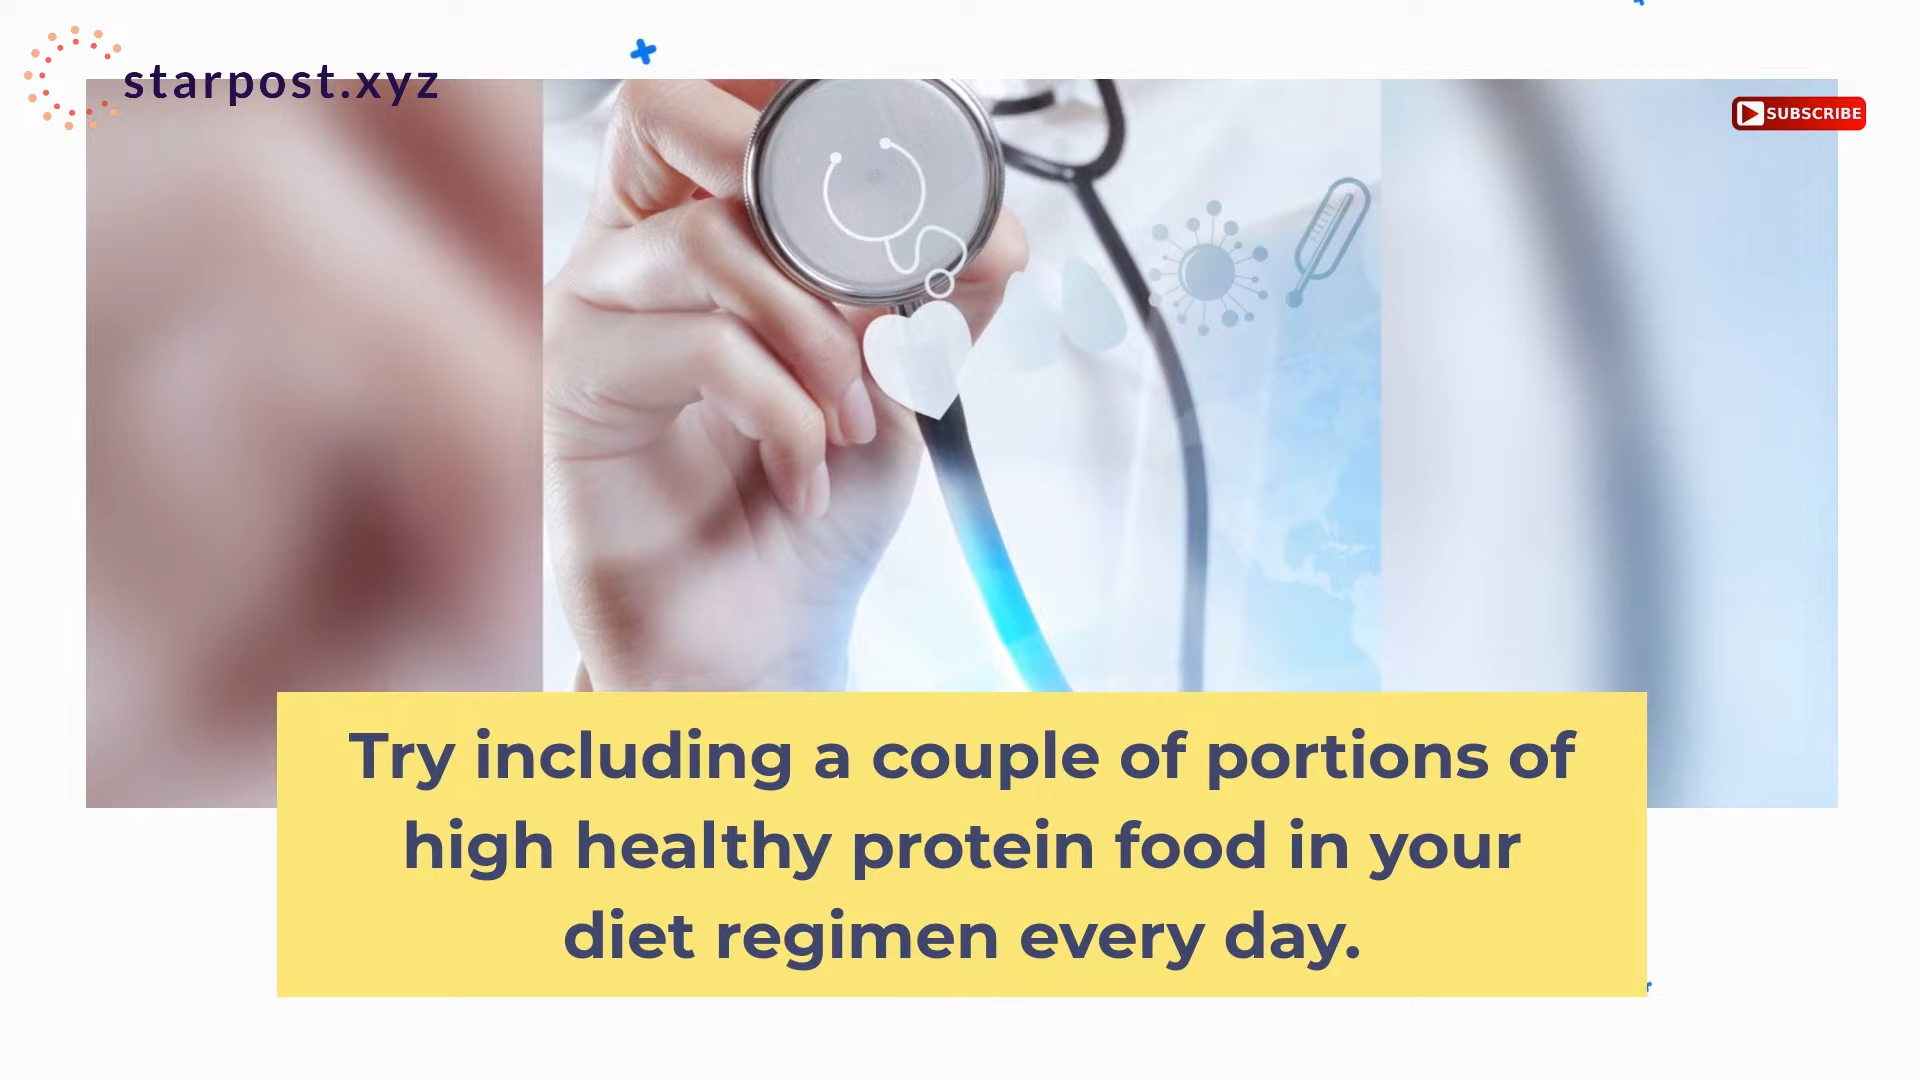 starpost.xyz
SUBSCRIBE
Try including a couple of portions of
high healthy protein food in your
diet regimen every day.